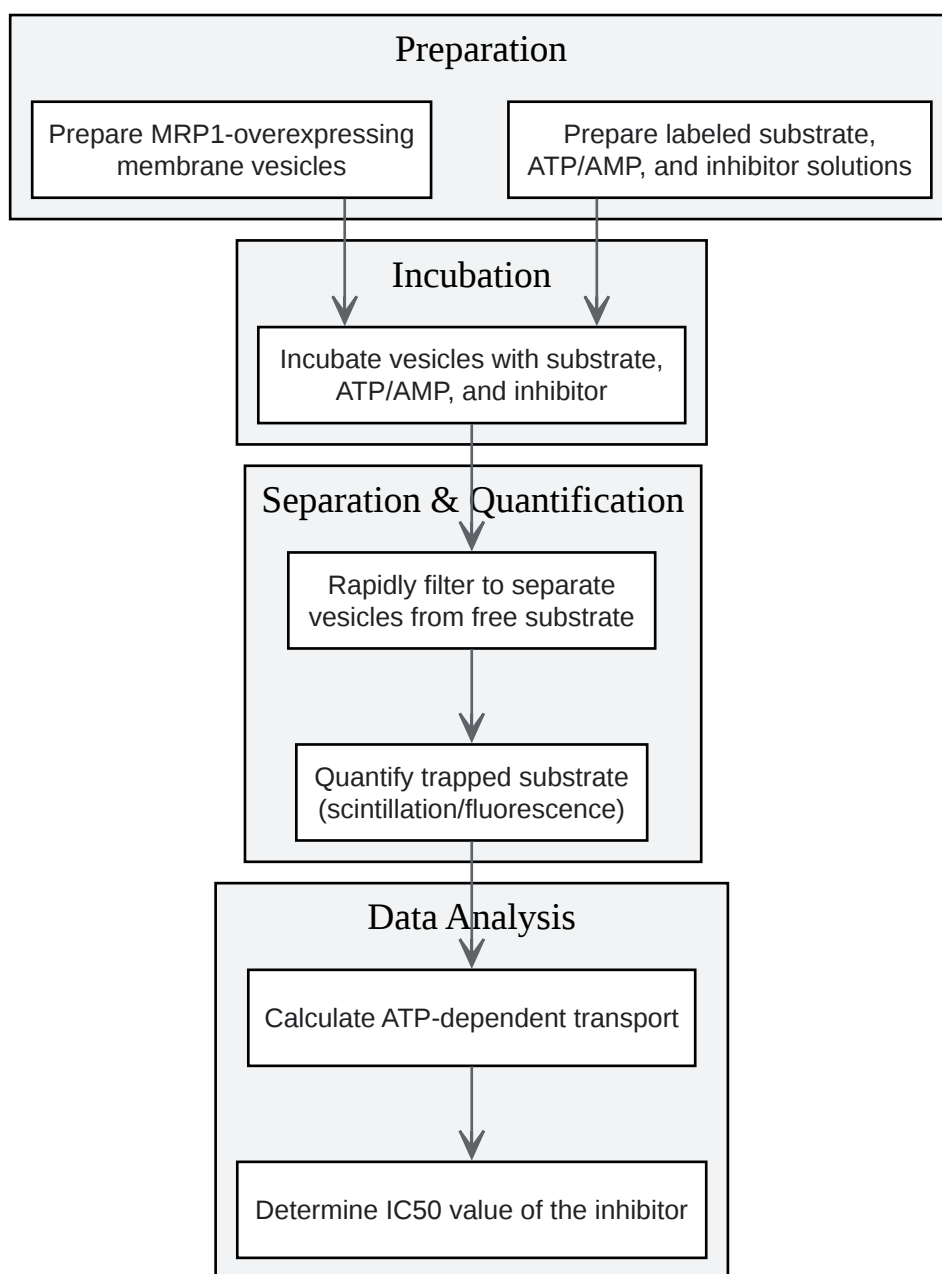 Preparation
Prepare MRP1-overexpressing
membrane vesicles
Prepare labeled substrate,
ATP/AMP, and inhibitor solutions
Incubation
Incubate vesicles with substrate,
ATP/AMP, and inhibitor
Separation & Quantification
Rapidly filter to separate
vesicles from free substrate
Quantify trapped substrate
(scintillation/fluorescence)
Data Analysis
Calculate ATP-dependent transport
Determine IC50 value of the inhibitor